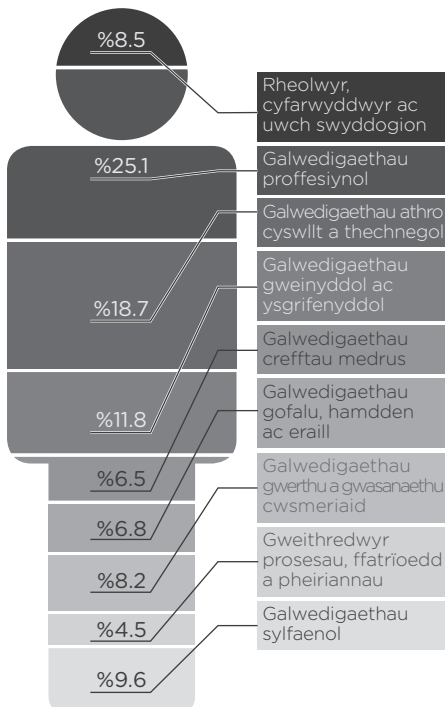 %8.5
Rheolwyr,
cyfarwyddwyr ac
uwch swyddogion
%25.1
Galwedigaethau
proffesiynol
%18.7
Galwedigaethau athro
cyswllt a thechnegol
%11.8
Galwedigaethau
gweinyddol ac
ysgrifenyddol
%6.5
Galwedigaethau
crefftau medrus
%6.8
Galwedigaethau
gofalu, hamdden
ac eraill
%8.2
Galwedigaethau
gwerthu a gwasanaethu
cwsmeriaid
%4.5
Gweithredwyr
prosesau, ffatrïoedd
a pheiriannau
%9.6
Galwedigaethau
sylfaenol